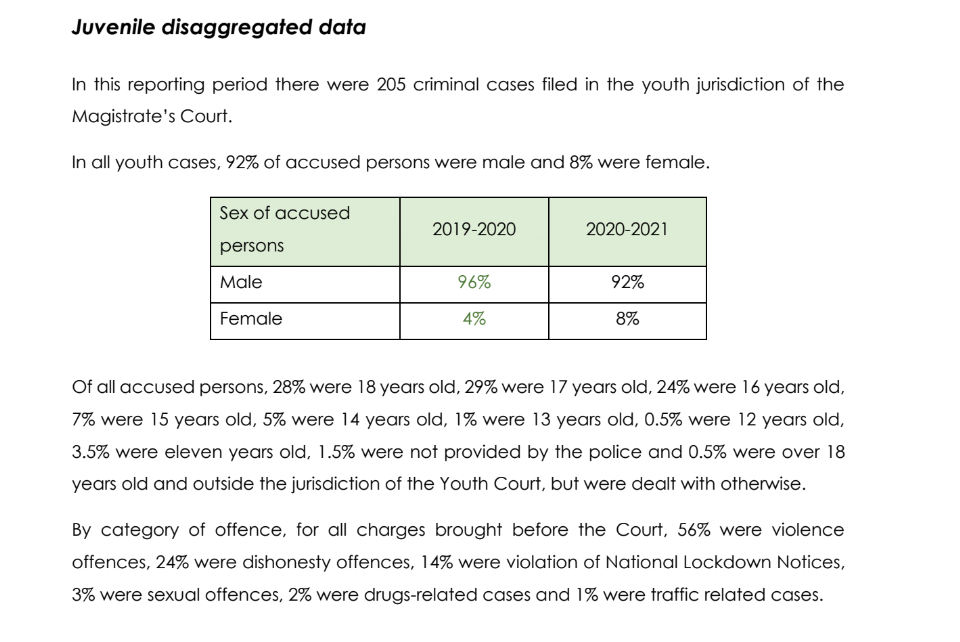 Juvenile disaggregated data
In this reporting period there were 205 criminal cases filed in the youth jurisdiction of the
Magistrate's Court.
In all youth cases, 92% of accused persons were male and 8% were female.
Sex of accused
persons
2019-2020
2020-2021
Male
96%
92%
Female
4%
8%
Of all accused persons, 28% were 18 years old, 29% were 17 years old, 24% were 16 years old,
7% were 15 years old, 5% were 14 years old, 1% were 13 years old, 0.5% were 12 years old,
3.5% were eleven years old, 1.5% were not provided by the police and 0.5% were over 18
years old and outside the jurisdiction of the Youth Court, but were dealt with otherwise.
By category of offence, for all charges brought before the Court, 56% were violence
offences, 24% were dishonesty offences, 14% were violation of National Lockdown Notices,
3% were sexual offences, 2% were drugs-related cases and 1% were traffic related cases.